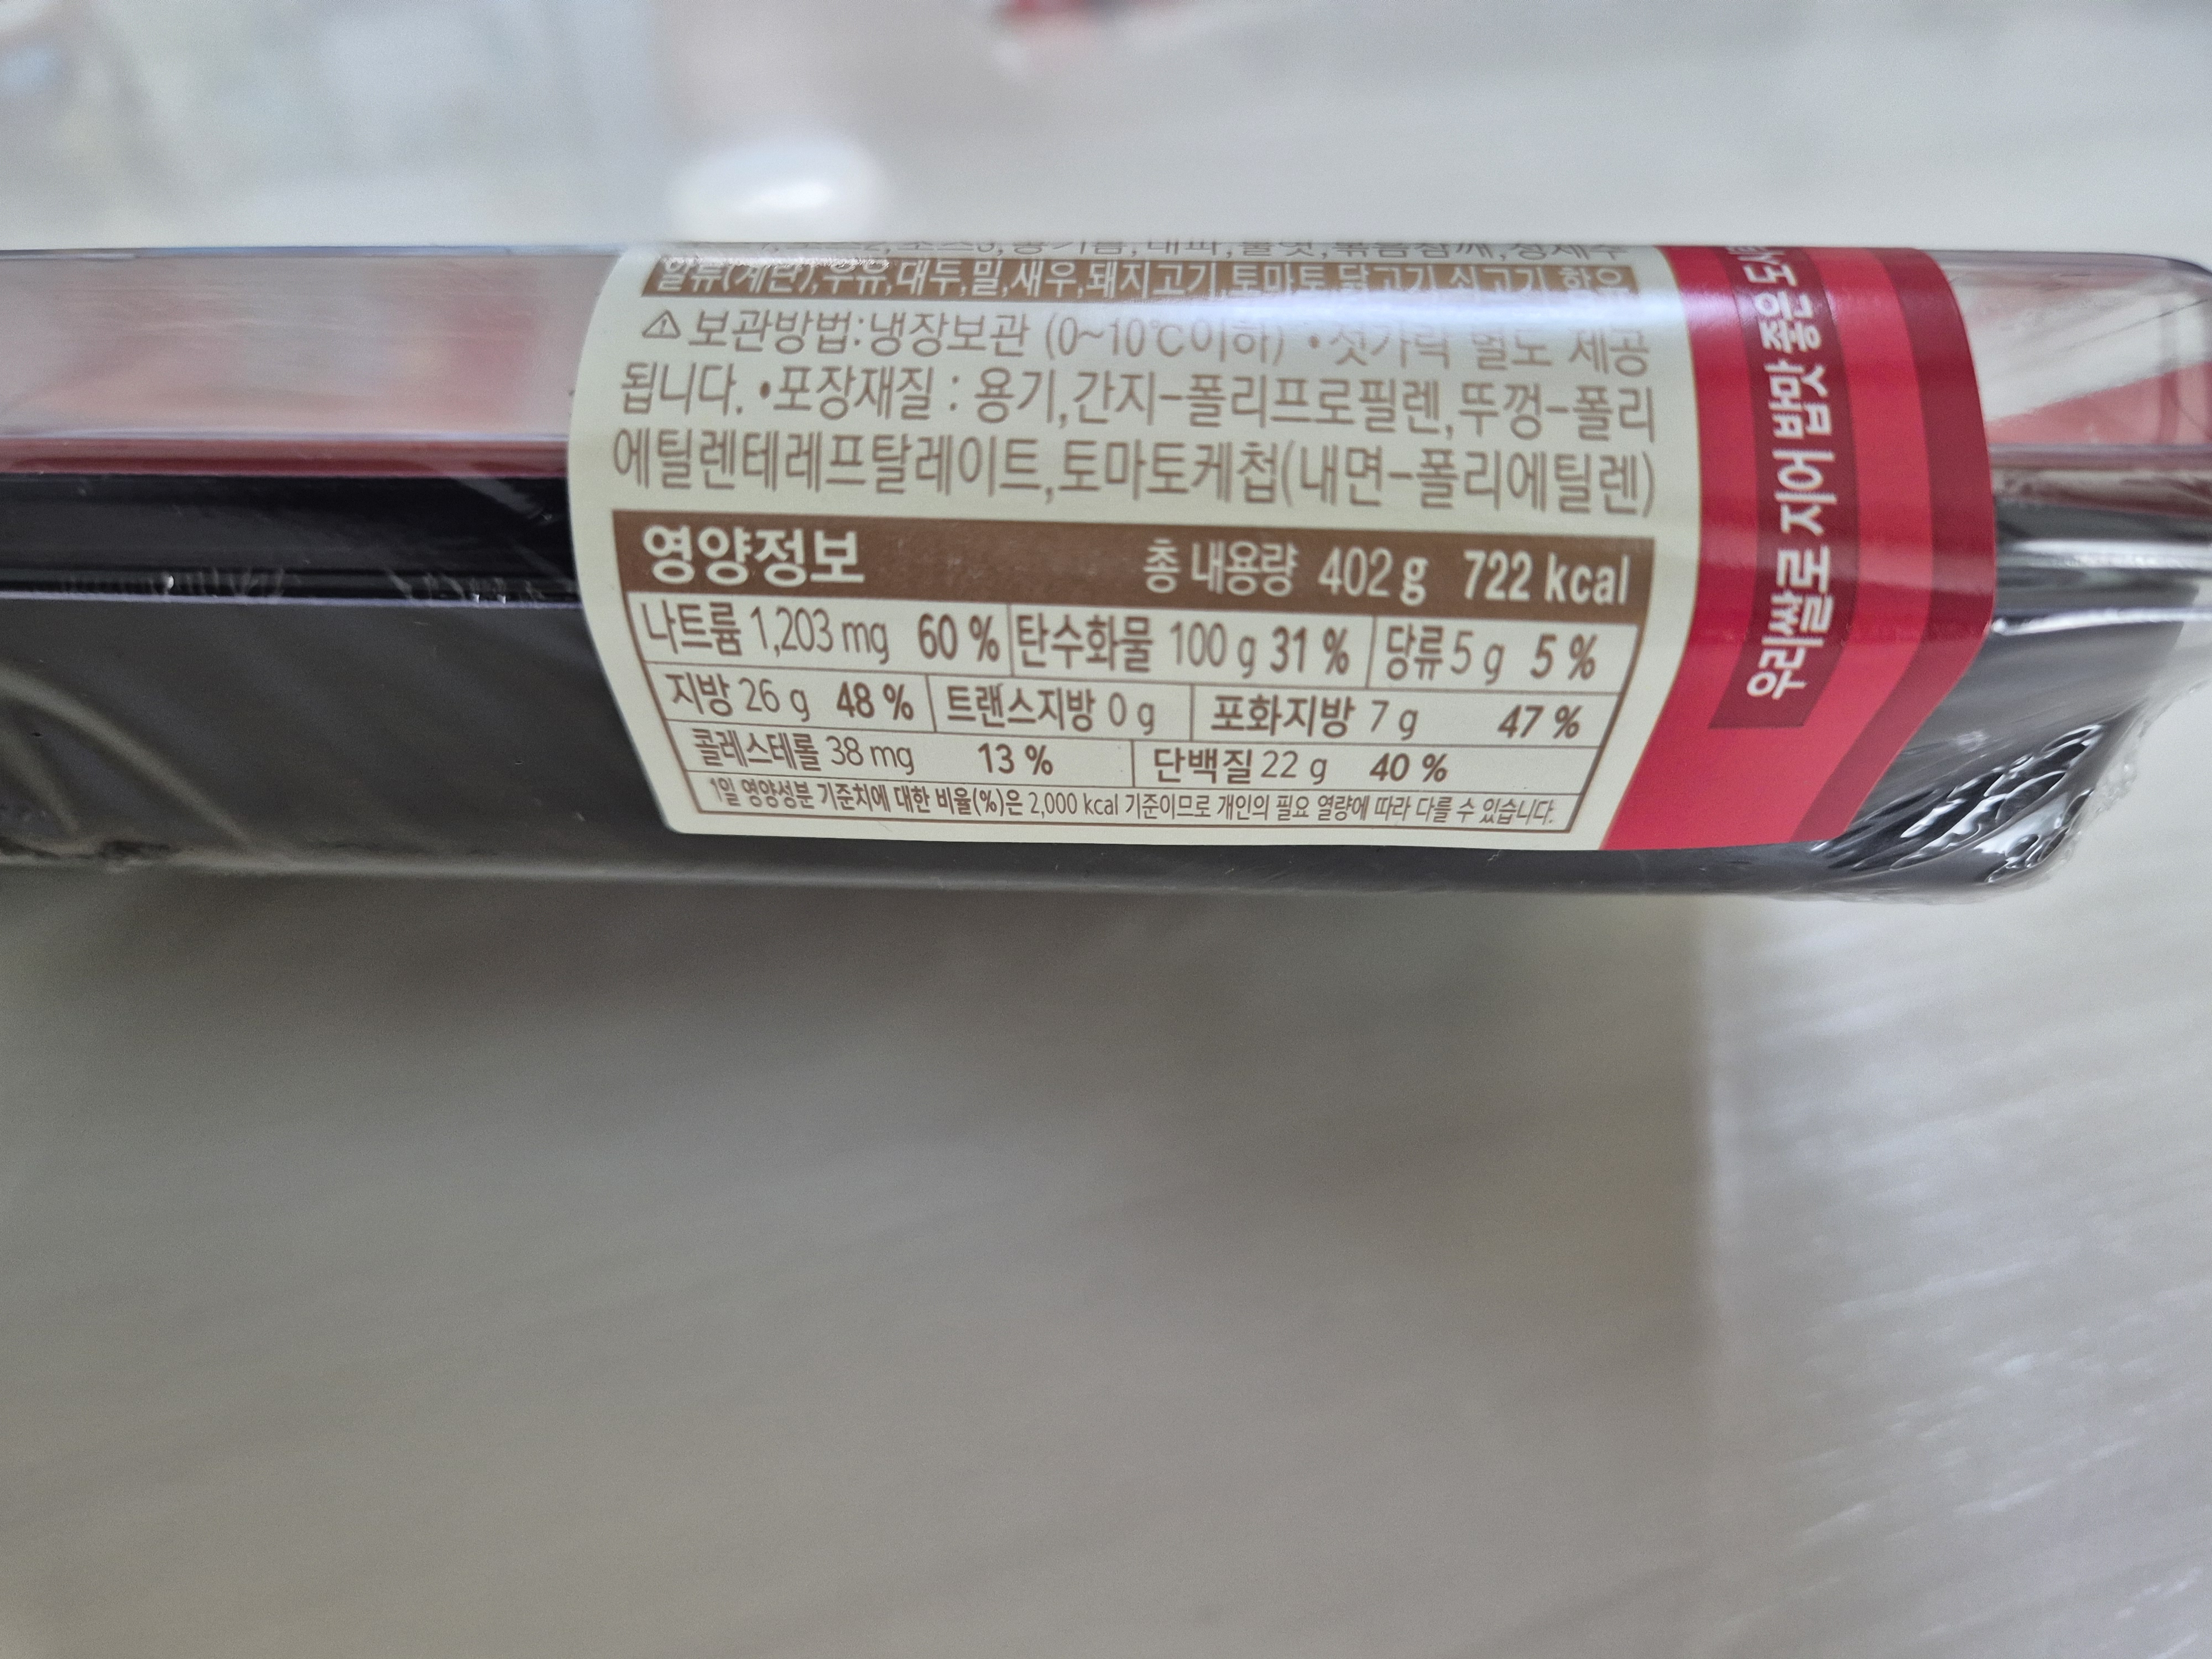 알류(계란),우유,대두,밀,새우,돼지고기,토마토,닭고기,쇠고기 함유
⚠ 보관방법:냉장보관 (0~10℃이하) •젓가락 별도 제공
됩니다. •포장재질 : 용기,간지-폴리프로필렌,뚜껑-폴리
에틸렌테레프탈레이트,토마토케첩(내면-폴리에틸렌)
영양정보 총 내용량 402 g 722 kcal
나트륨 1,203 mg 60 % 탄수화물 100 g 31 % 당류 5 g 5 %
지방 26 g 48 % 트랜스지방 0 g 포화지방 7 g 47 %
콜레스테롤 38 mg 13 % 단백질 22 g 40 %
1일 영양성분 기준치에 대한 비율(%)은 2,000 kcal 기준이므로 개인의 필요 열량에 따라 다를 수 있습니다.
우리쌀로 지어 밥맛 좋은